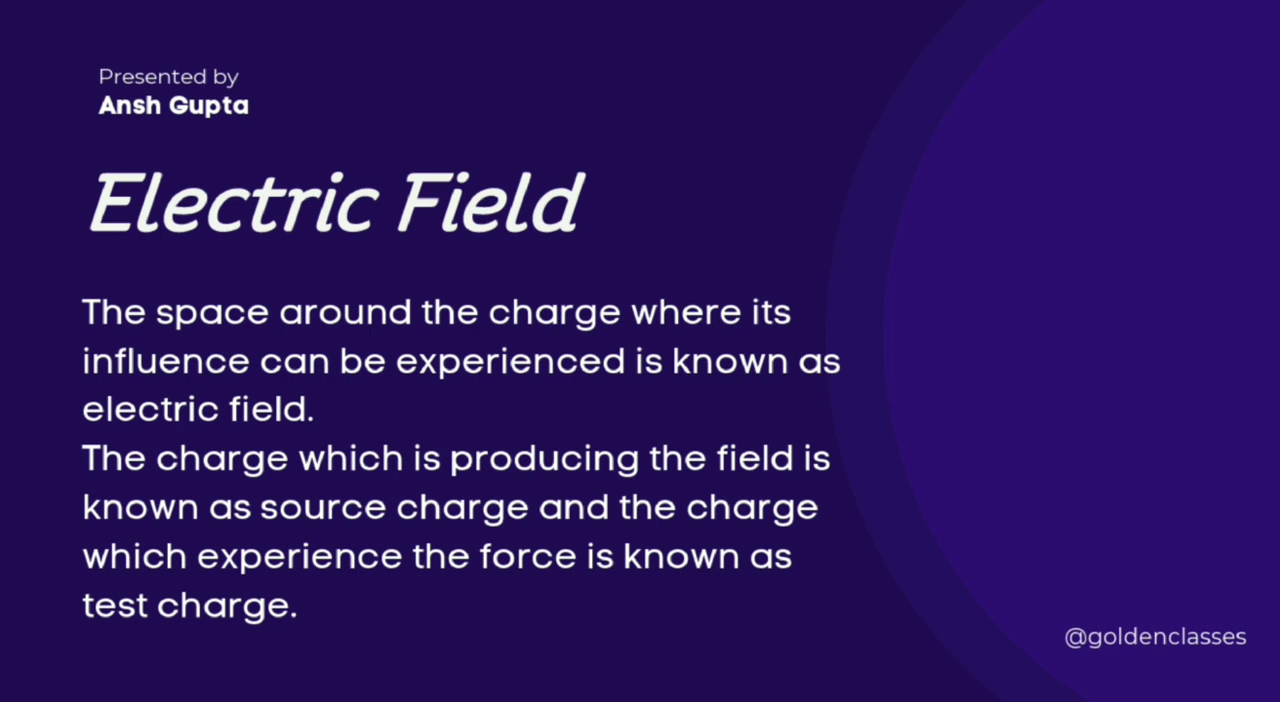 Presented by
Ansh Gupta
Electric Field
The space around the charge where its
influence can be experienced is known as
electric field.
The charge which is producing the field is
known as source charge and the charge
which experience the force is known as
test charge.
@goldenclasses